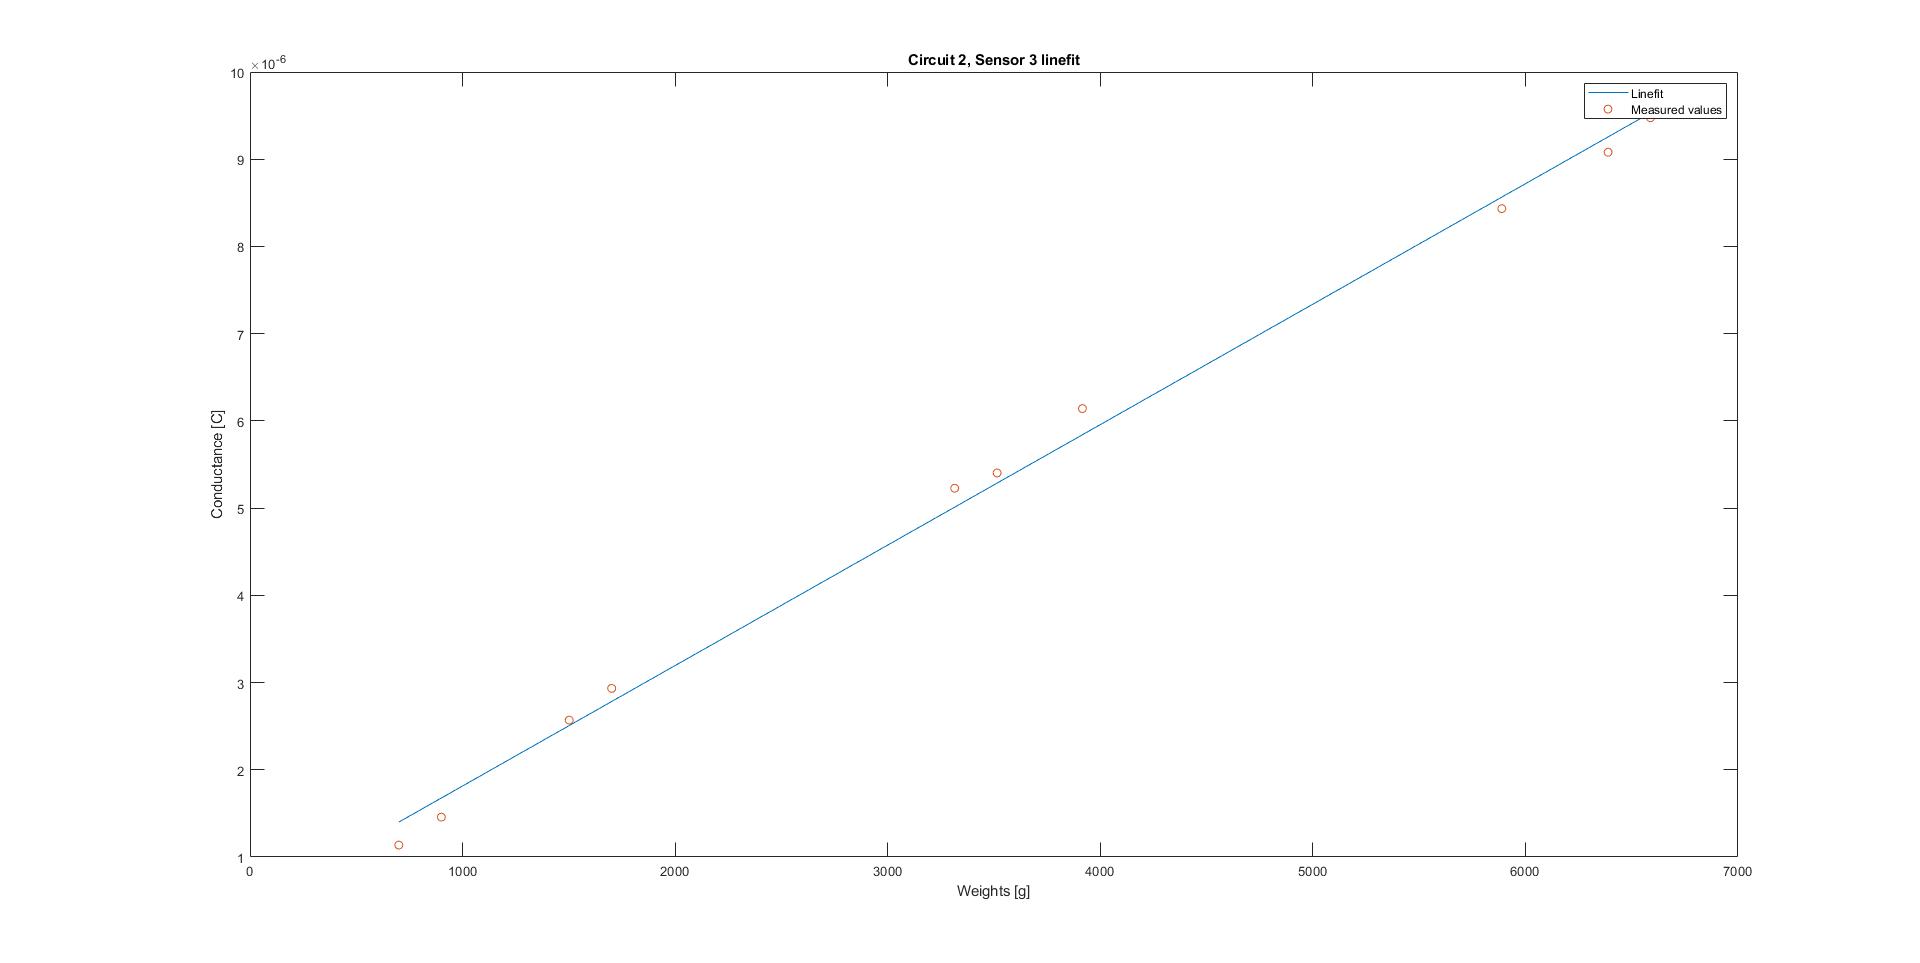 Circuit 2, Sensor 3 linefit
×10-6
10
9
8
7
6
5
4
3
2
1
Conductance [C]
Linefit
Measured values
0 1000 2000 3000 4000 5000 6000 7000
Weights [g]